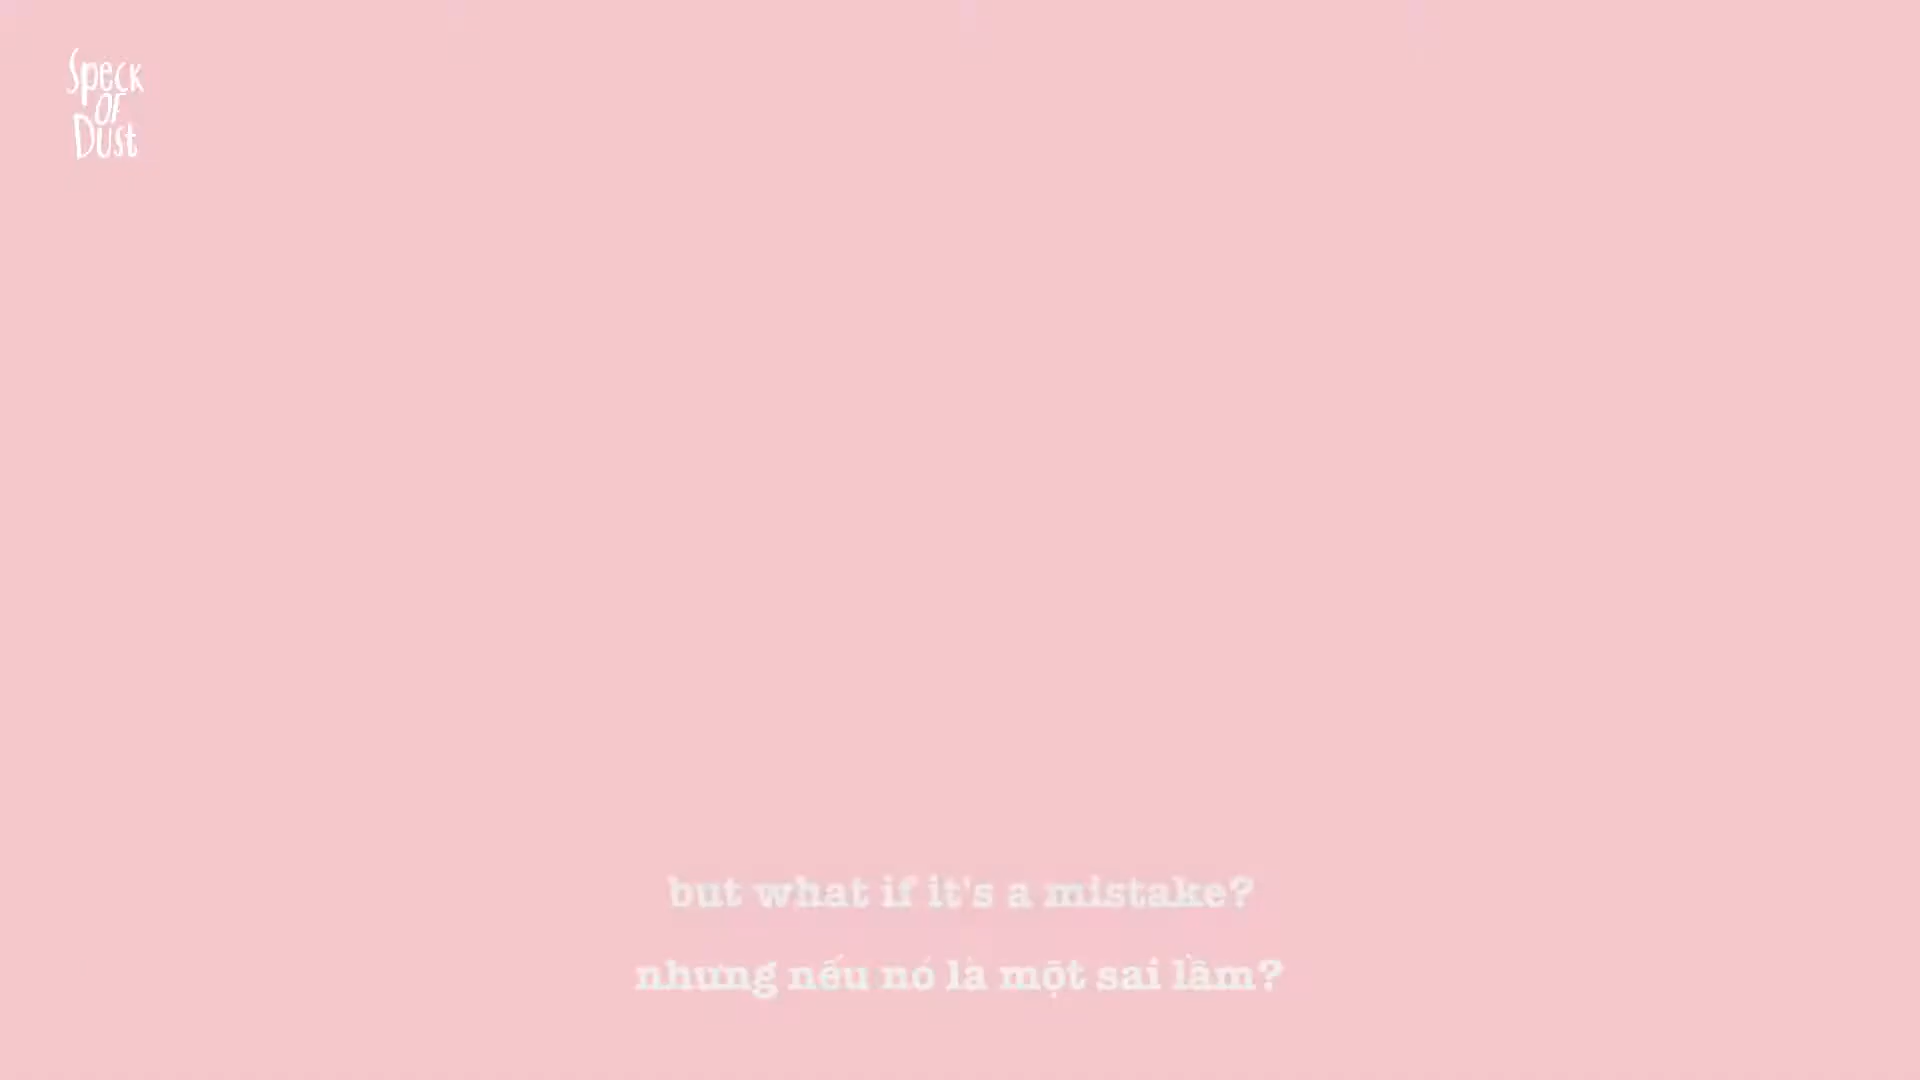 Speck
OF
Dust
but what if it's a mistake?
nhưng nếu nó là một sai lầm?